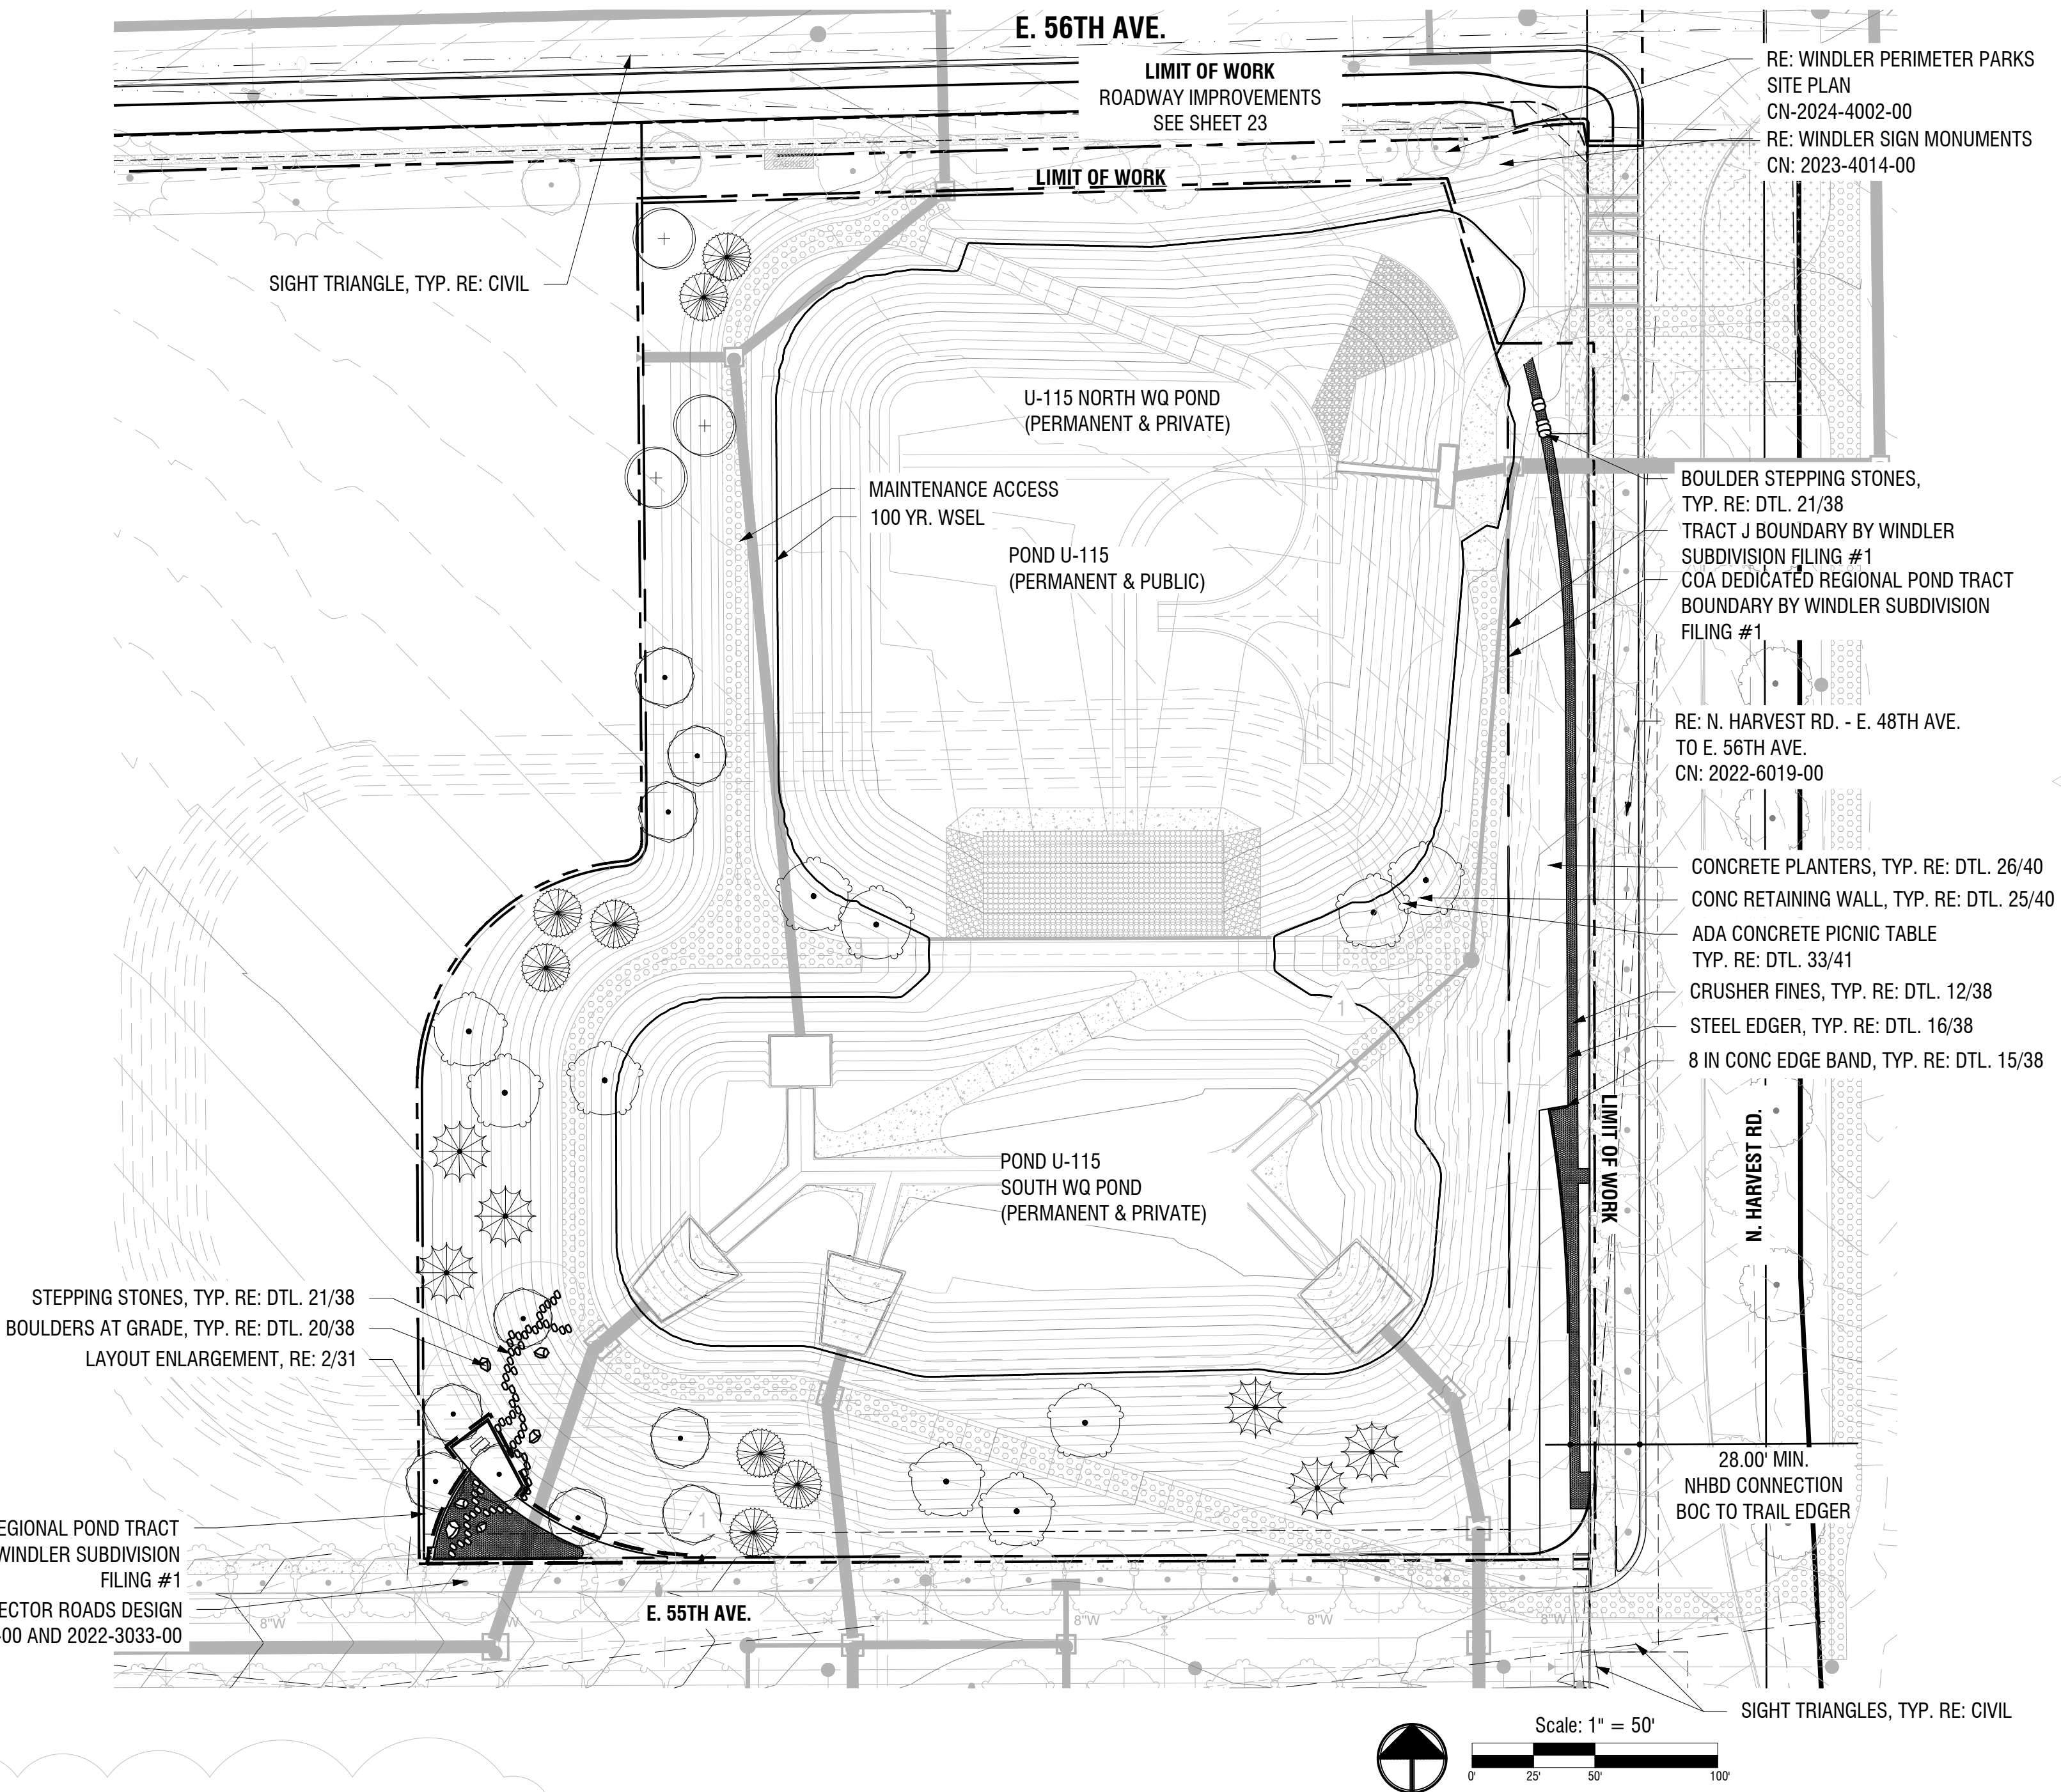 E. 56TH AVE.
LIMIT OF WORK
ROADWAY IMPROVEMENTS
SEE SHEET 23
RE: WINDLER PERIMETER PARKS
SITE PLAN
CN-2024-4002-00
RE: WINDLER SIGN MONUMENTS
CN: 2023-4014-00
CABINET
LIMIT OF WORK
SIGHT TRIANGLE, TYP. RE: CIVIL
U-115 NORTH WQ POND
(PERMANENT & PRIVATE)
MAINTENANCE ACCESS
100 YR. WSEL
POND U-115
(PERMANENT & PUBLIC)
BOULDER STEPPING STONES,
TYP. RE: DTL. 21/38
TRACT J BOUNDARY BY WINDLER
SUBDIVISION FILING #1
COA DEDICATED REGIONAL POND TRACT
BOUNDARY BY WINDLER SUBDIVISION
FILING #1
RE: N. HARVEST RD. - E. 48TH AVE.
TO E. 56TH AVE.
CN: 2022-6019-00
CONCRETE PLANTERS, TYP. RE: DTL. 26/40
CONC RETAINING WALL, TYP. RE: DTL. 25/40
ADA CONCRETE PICNIC TABLE
TYP. RE: DTL. 33/41
CRUSHER FINES, TYP. RE: DTL. 12/38
STEEL EDGER, TYP. RE: DTL. 16/38
8 IN CONC EDGE BAND, TYP. RE: DTL. 15/38
1
LIMIT OF WORK
N. HARVEST RD.
POND U-115
SOUTH WQ POND
(PERMANENT & PRIVATE)
STEPPING STONES, TYP. RE: DTL. 21/38
BOULDERS AT GRADE, TYP. RE: DTL. 20/38
LAYOUT ENLARGEMENT, RE: 2/31
28.00' MIN.
NHBD CONNECTION
BOC TO TRAIL EDGER
1
EGIONAL POND TRACT
WINDLER SUBDIVISION
FILING #1
ECTOR ROADS DESIGN
-00 AND 2022-3033-00
E. 55TH AVE.
8"W
W
8"W
8"W
8"W
SIGHT TRIANGLES, TYP. RE: CIVIL
Scale: 1" = 50'
0'
25'
50'
100'